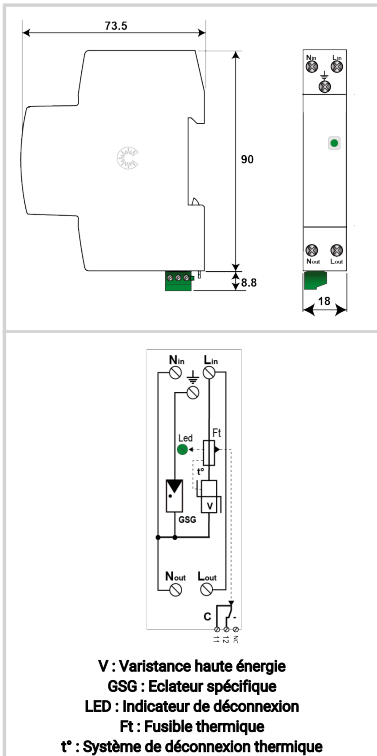 73.5
Nin Lin
90
8.8
Nout Lout
18
Nin Lin
Ft
Led
t°
V
GSG
Nout Lout
C
-
11 12 NC
V : Varistance haute énergie
GSG : Eclateur spécifique
LED : Indicateur de déconnexion
Ft : Fusible thermique
t° : Système de déconnexion thermique